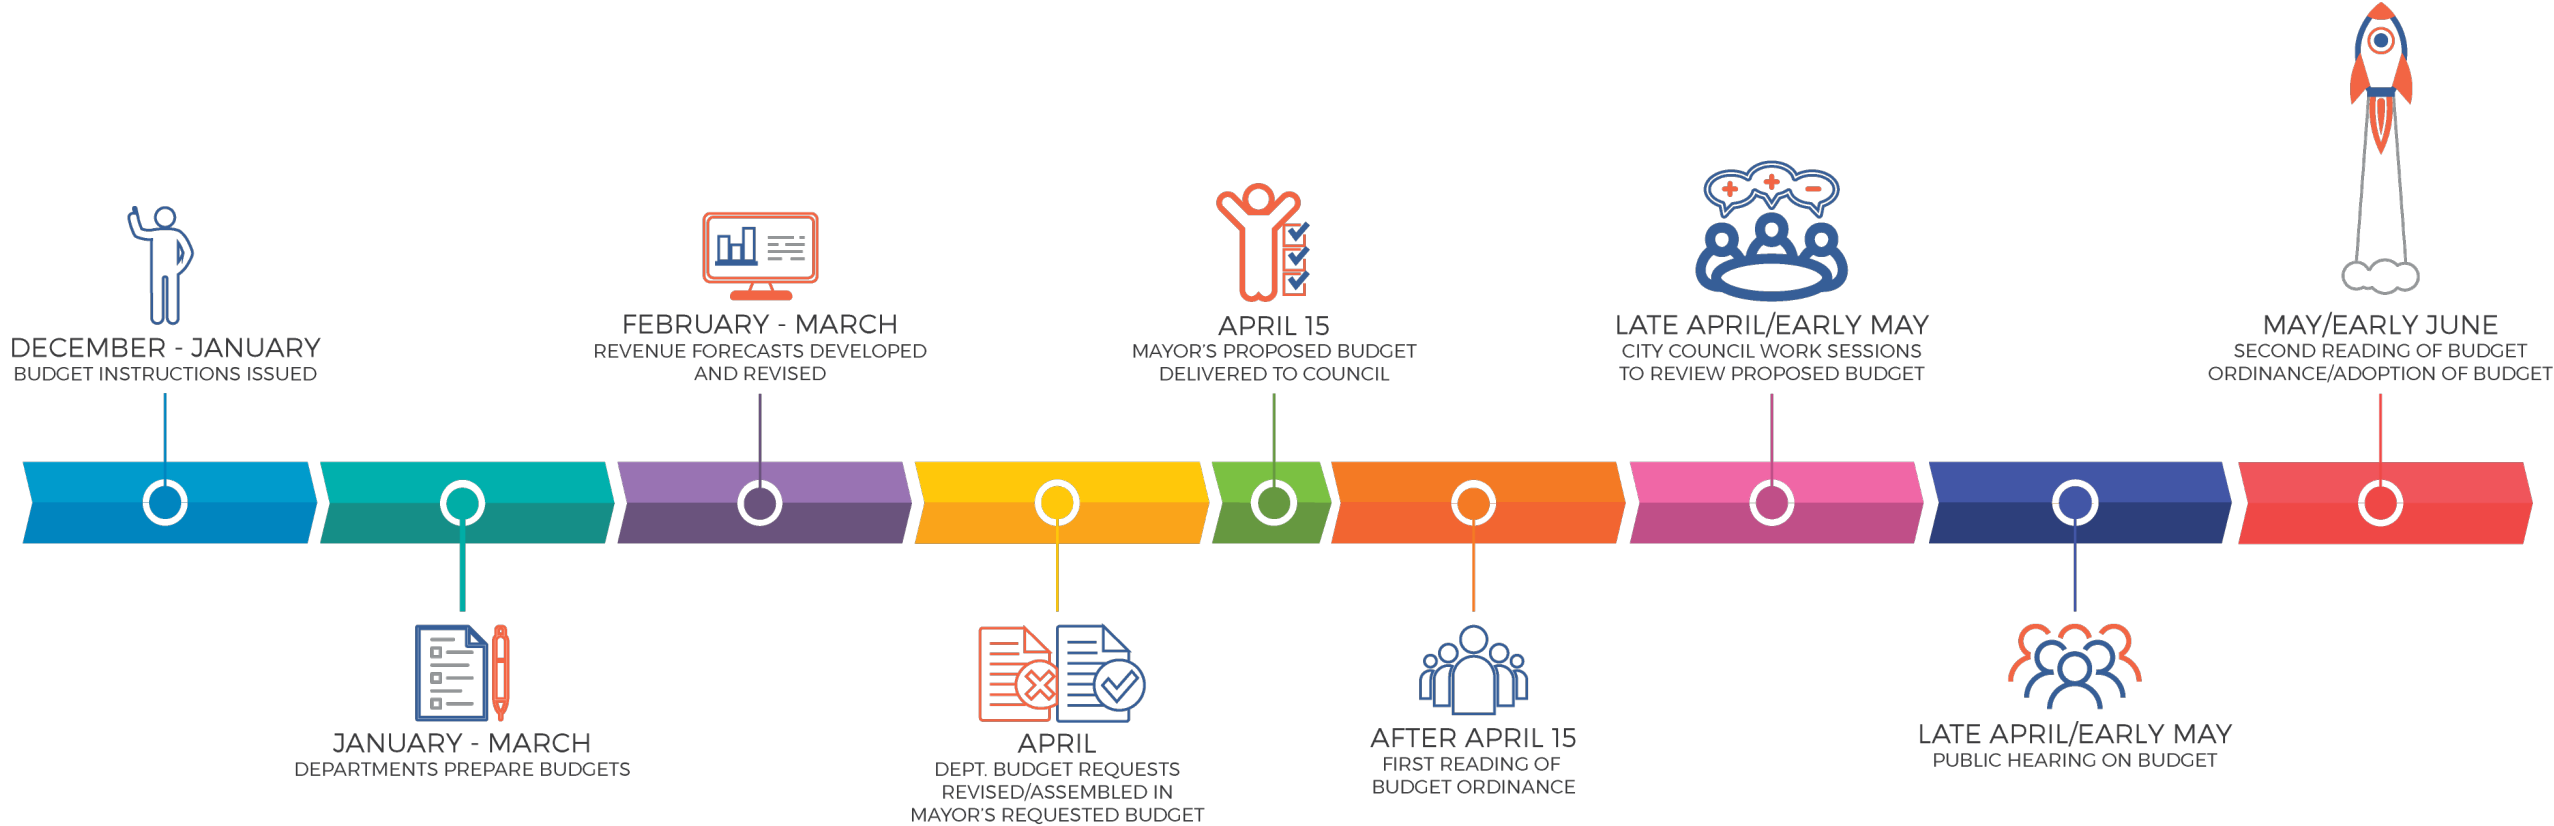 DECEMBER - JANUARY
BUDGET INSTRUCTIONS ISSUED
JANUARY - MARCH
DEPARTMENTS PREPARE BUDGETS
FEBRUARY - MARCH
REVENUE FORECASTS DEVELOPED
AND REVISED
APRIL
DEPT. BUDGET REQUESTS
REVISED/ASSEMBLED IN
MAYOR'S REQUESTED BUDGET
APRIL 15
MAYOR'S PROPOSED BUDGET
DELIVERED TO COUNCIL
AFTER APRIL 15
FIRST READING OF
BUDGET ORDINANCE
LATE APRIL/EARLY MAY
CITY COUNCIL WORK SESSIONS
TO REVIEW PROPOSED BUDGET
LATE APRIL/EARLY MAY
PUBLIC HEARING ON BUDGET
MAY/EARLY JUNE
SECOND READING OF BUDGET
ORDINANCE/ADOPTION OF BUDGET